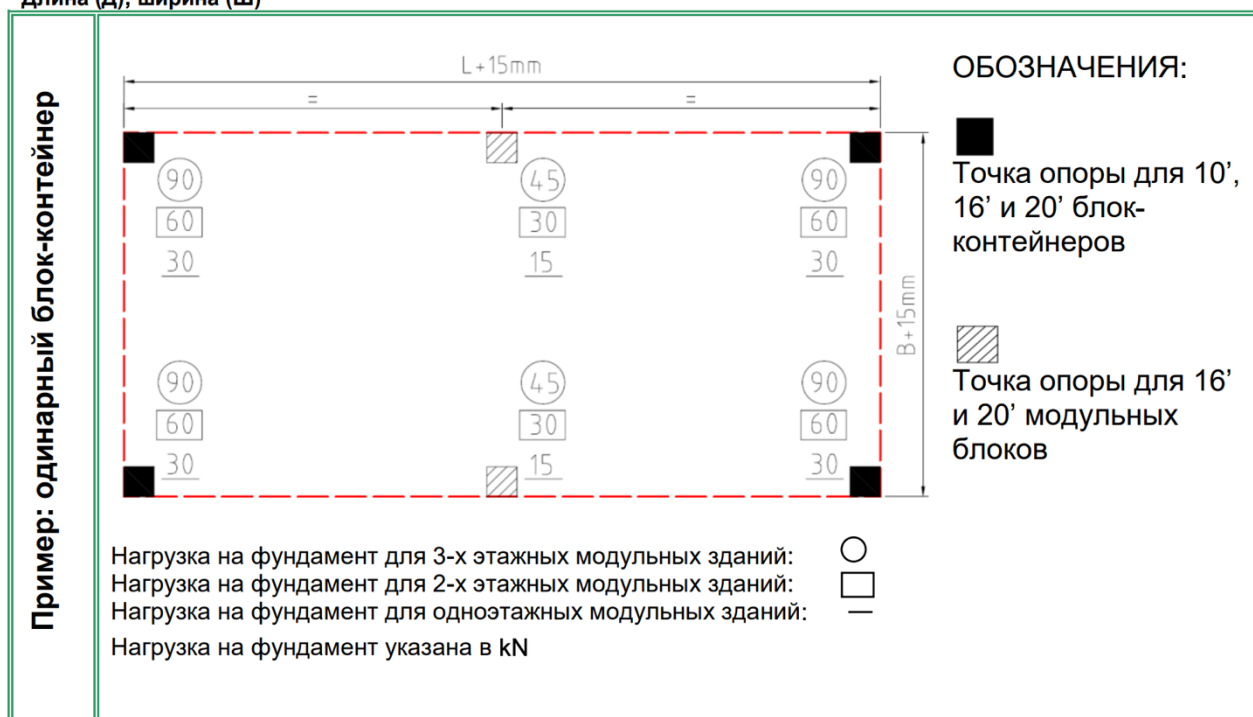 Длина (Д), ширина (Ш)
Пример: одинарный блок-контейнер
L+15mm
= =
90 45 90
60 30 60
30 15 30
B+15mm
90 45 90
60 30 60
30 15 30
ОБОЗНАЧЕНИЯ:
Точка опоры для 10’,
16’ и 20’ блок-
контейнеров
Точка опоры для 16’
и 20’ модульных
блоков
Нагрузка на фундамент для 3-х этажных модульных зданий:
Нагрузка на фундамент для 2-х этажных модульных зданий:
Нагрузка на фундамент для одноэтажных модульных зданий:
Нагрузка на фундамент указана в kN